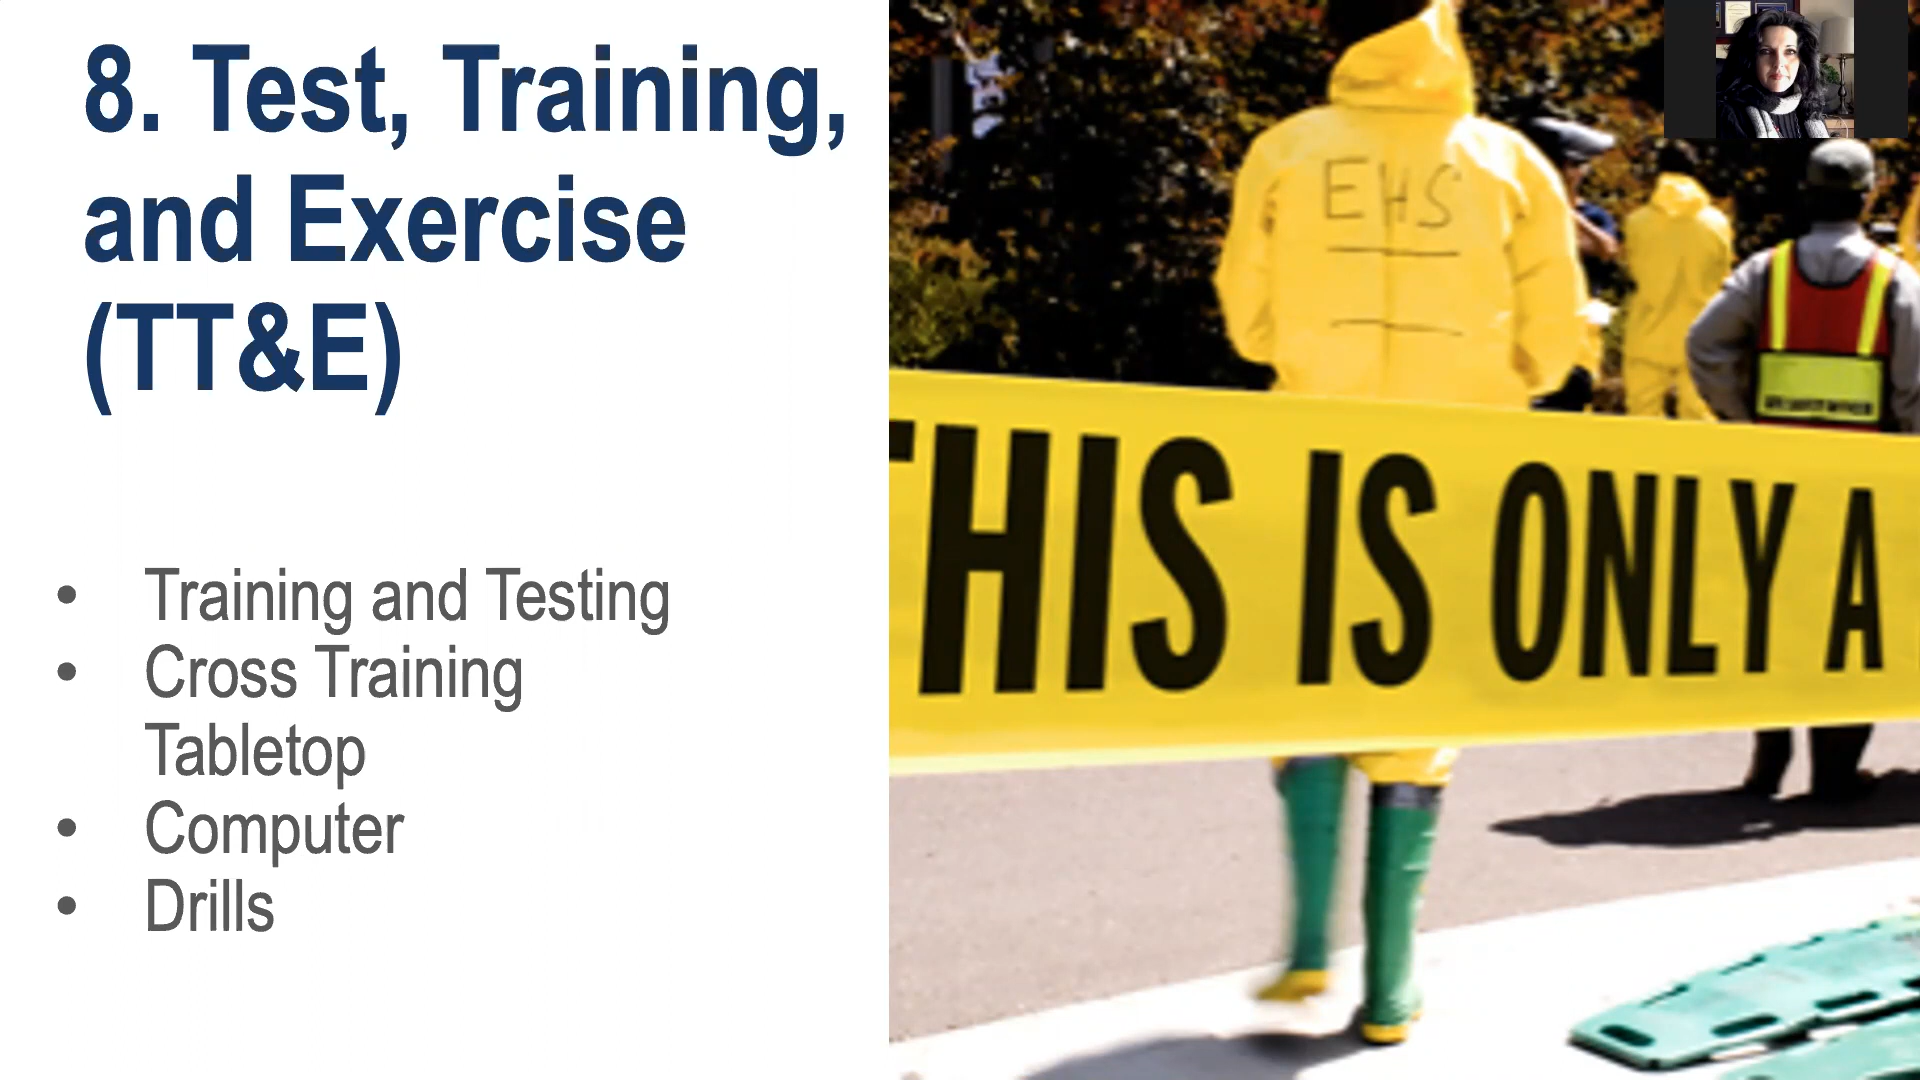 8. Test, Training,
and Exercise
(TT&E)
• Training and Testing
• Cross Training
Tabletop
• Computer
• Drills
EHS
THIS IS ONLY A